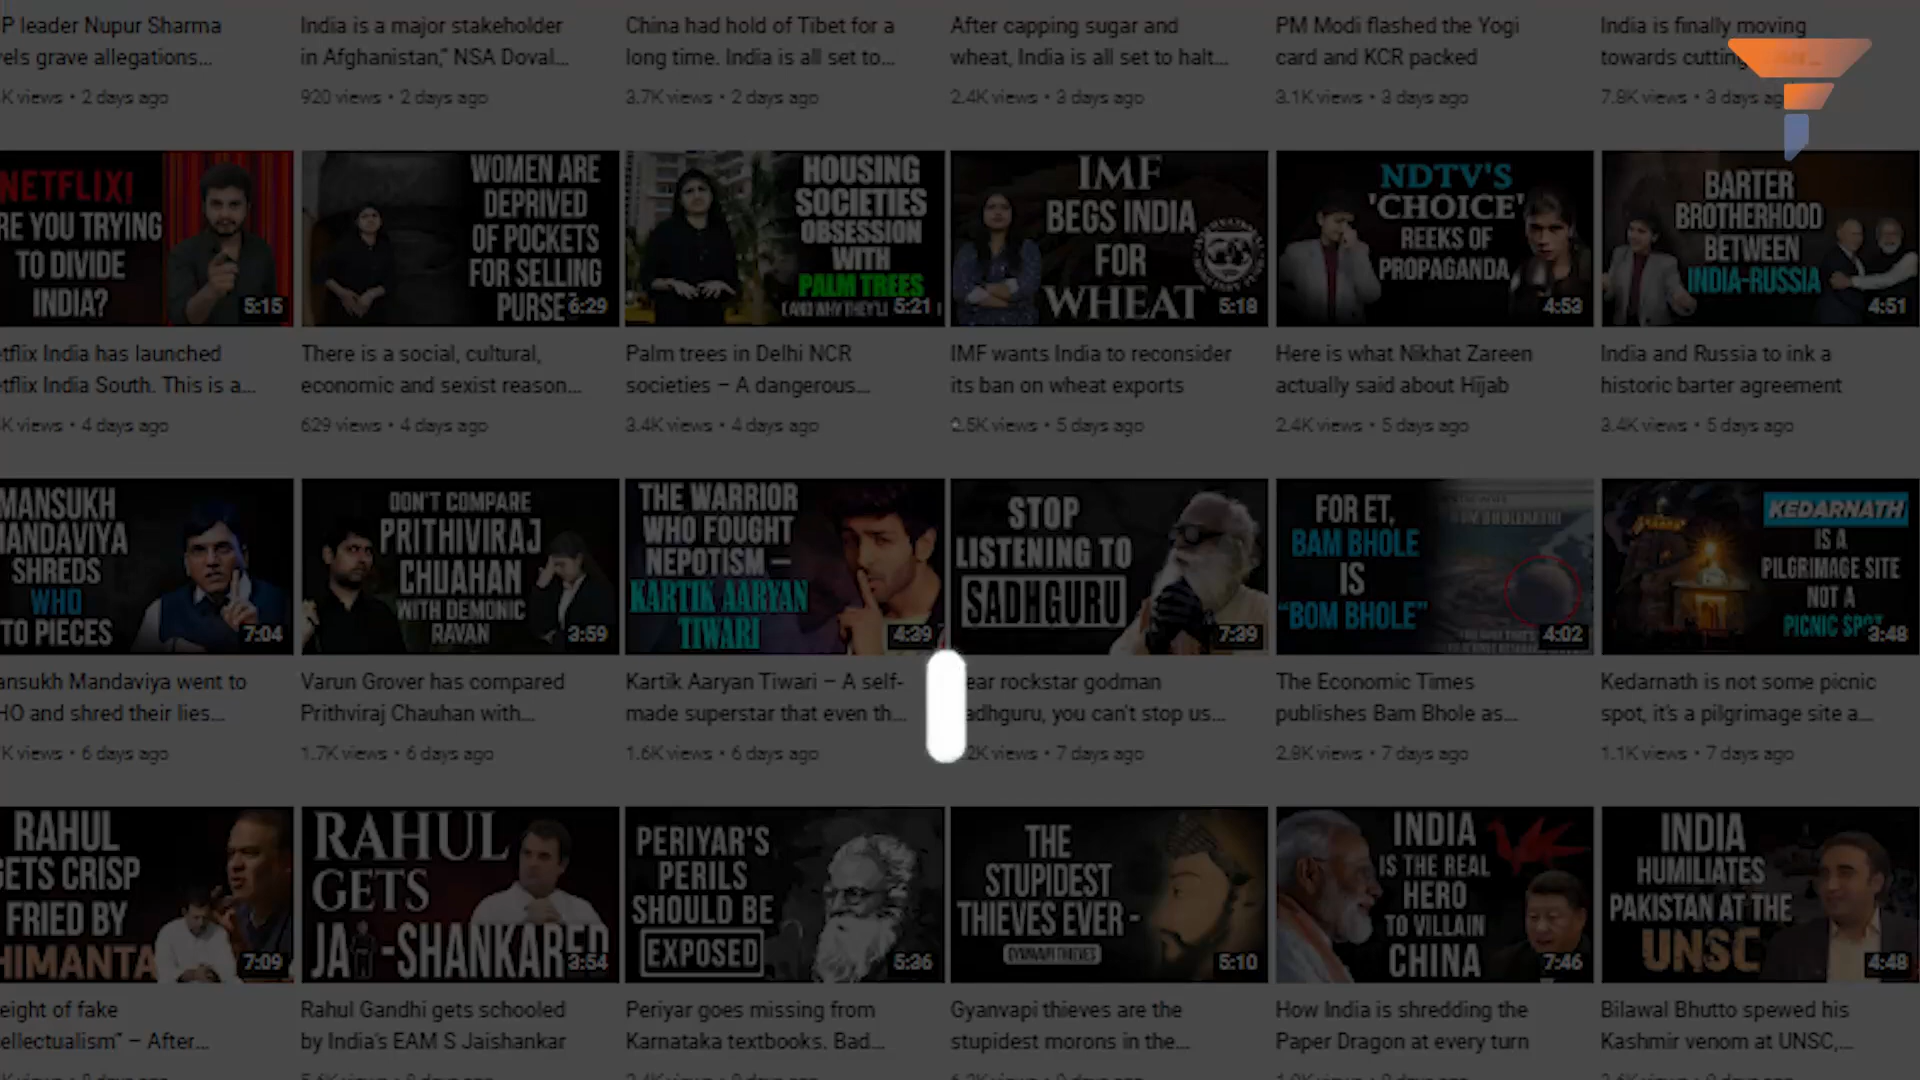 P leader Nupur Sharma
els grave allegations...
K views • 2 days ago
India is a major stakeholder
in Afghanistan,” NSA Doval...
920 views • 2 days ago
China had hold of Tibet for a
long time. India is all set to...
3.7K views • 2 days ago
After capping sugar and
wheat, India is all set to halt...
2.4K views • 3 days ago
PM Modi flashed the Yogi
card and KCR packed
3.1K views • 3 days ago
India is finally moving
towards cutting
7.8K views • 3 days ag
NETFLIX!
RE YOU TRYING
TO DIVIDE
INDIA?
5:15
WOMEN ARE
DEPRIVED
OF POCKETS
FOR SELLING
PURSE
6:29
HOUSING
SOCIETIES
OBSESSION
WITH
PALM TREES
(AND WHY THEY'LL
5:21
IMF
BEGS INDIA
FOR
WHEAT
5:18
NDTV'S
'CHOICE'
REEKS OF
PROPAGANDA
4:53
BARTER
BROTHERHOOD
BETWEEN
INDIA-RUSSIA
4:51
etflix India has launched
etflix India South. This is a...
K views • 4 days ago
There is a social, cultural,
economic and sexist reason...
629 views • 4 days ago
Palm trees in Delhi NCR
societies – A dangerous...
3.4K views • 4 days ago
IMF wants India to reconsider
its ban on wheat exports
2.5K views • 5 days ago
Here is what Nikhat Zareen
actually said about Hijab
2.4K views • 5 days ago
India and Russia to ink a
historic barter agreement
3.4K views • 5 days ago
MANSUKH
MANDAVIYA
SHREDS
WHO
TO PIECES
7:04
DON'T COMPARE
PRITHIVIRAJ
CHUAHAN
WITH DEMONIC
RAVAN
3:59
THE WARRIOR
WHO FOUGHT
NEPOTISM –
KARTIK AARYAN
TIWARI
4:39
STOP
LISTENING TO
SADHGURU
7:39
FOR ET,
BAM BHOLE
IS
“BOM BHOLE”
4:02
KEDARNATH
IS A
PILGRIMAGE SITE
NOT A
PICNIC SPOT
3:48
ansukh Mandaviya went to
HO and shred their lies...
K views • 6 days ago
Varun Grover has compared
Prithviraj Chauhan with...
1.7K views • 6 days ago
Kartik Aaryan Tiwari – A self-
made superstar that even th...
1.6K views • 6 days ago
ear rockstar godman
adhguru, you can't stop us...
2K views • 7 days ago
The Economic Times
publishes Bam Bhole as...
2.8K views • 7 days ago
Kedarnath is not some picnic
spot, it's a pilgrimage site a...
1.1K views • 7 days ago
RAHUL
GETS CRISP
FRIED BY
HIMANTA
7:09
RAHUL
GETS
JAI-SHANKARED
3:54
PERIYAR'S
PERILS
SHOULD BE
EXPOSED
5:36
THE
STUPIDEST
THIEVES EVER -
GYANVAPI THIEVES
5:10
INDIA
IS THE REAL
HERO
TO VILLAIN
CHINA
7:46
INDIA
HUMILIATES
PAKISTAN AT THE
UNSC
4:48
eight of fake
ellectualism” – After...
Rahul Gandhi gets schooled
by India's EAM S Jaishankar
Periyar goes missing from
Karnataka textbooks. Bad...
Gyanvapi thieves are the
stupidest morons in the...
How India is shredding the
Paper Dragon at every turn
Bilawal Bhutto spewed his
Kashmir venom at UNSC,...